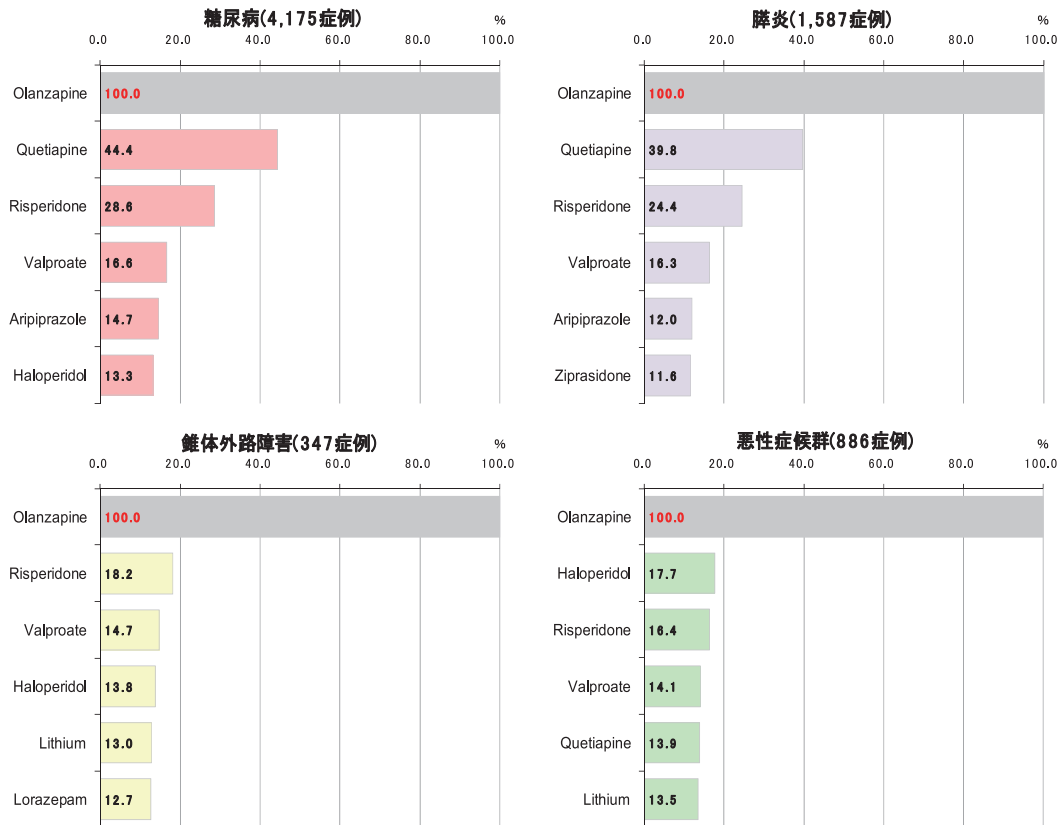 糖尿病(4,175症例)
%
0.0 20.0 40.0 60.0 80.0 100.0
Olanzapine 100.0
Quetiapine 44.4
Risperidone 28.6
Valproate 16.6
Aripiprazole 14.7
Haloperidol 13.3
膵炎(1,587症例)
%
0.0 20.0 40.0 60.0 80.0 100.0
Olanzapine 100.0
Quetiapine 39.8
Risperidone 24.4
Valproate 16.3
Aripiprazole 12.0
Ziprasidone 11.6
錐体外路障害(347症例)
%
0.0 20.0 40.0 60.0 80.0 100.0
Olanzapine 100.0
Risperidone 18.2
Valproate 14.7
Haloperidol 13.8
Lithium 13.0
Lorazepam 12.7
悪性症候群(886症例)
%
0.0 20.0 40.0 60.0 80.0 100.0
Olanzapine 100.0
Haloperidol 17.7
Risperidone 16.4
Valproate 14.1
Quetiapine 13.9
Lithium 13.5